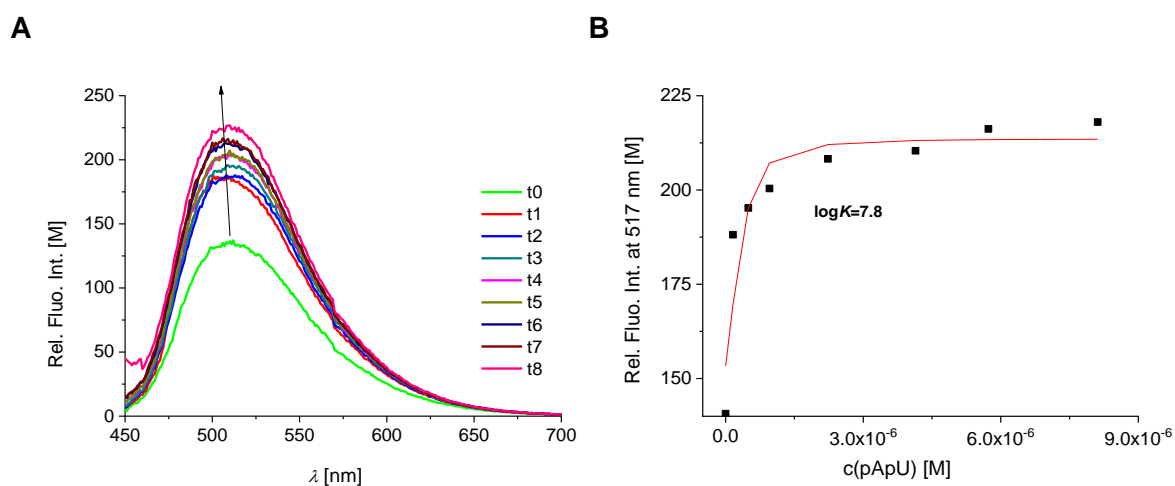 A
B
Rel. Fluo. Int. [M]
250
200
150
100
50
0
450
500
550
600
650
700
λ [nm]
t0
t1
t2
t3
t4
t5
t6
t7
t8
Rel. Fluo. Int. at 517 nm [M]
225
200
175
150
logK=7.8
0.0
3.0x10⁻⁶
6.0x10⁻⁶
9.0x10⁻⁶
c(pApU) [M]